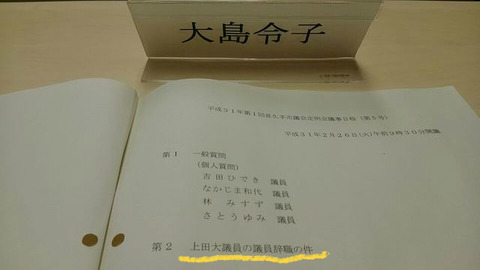 大島令子
平成31年第1回長久手市議会定例会議事日程（第5号）
平成31年2月26日(火)午前9時30分開議
第1　一般質問
(個人質問)
吉田ひでき　議員
なかじま和代　議員
林　みすず　議員
さとうゆみ　議員
第2　上田大議員の議員辞職の件